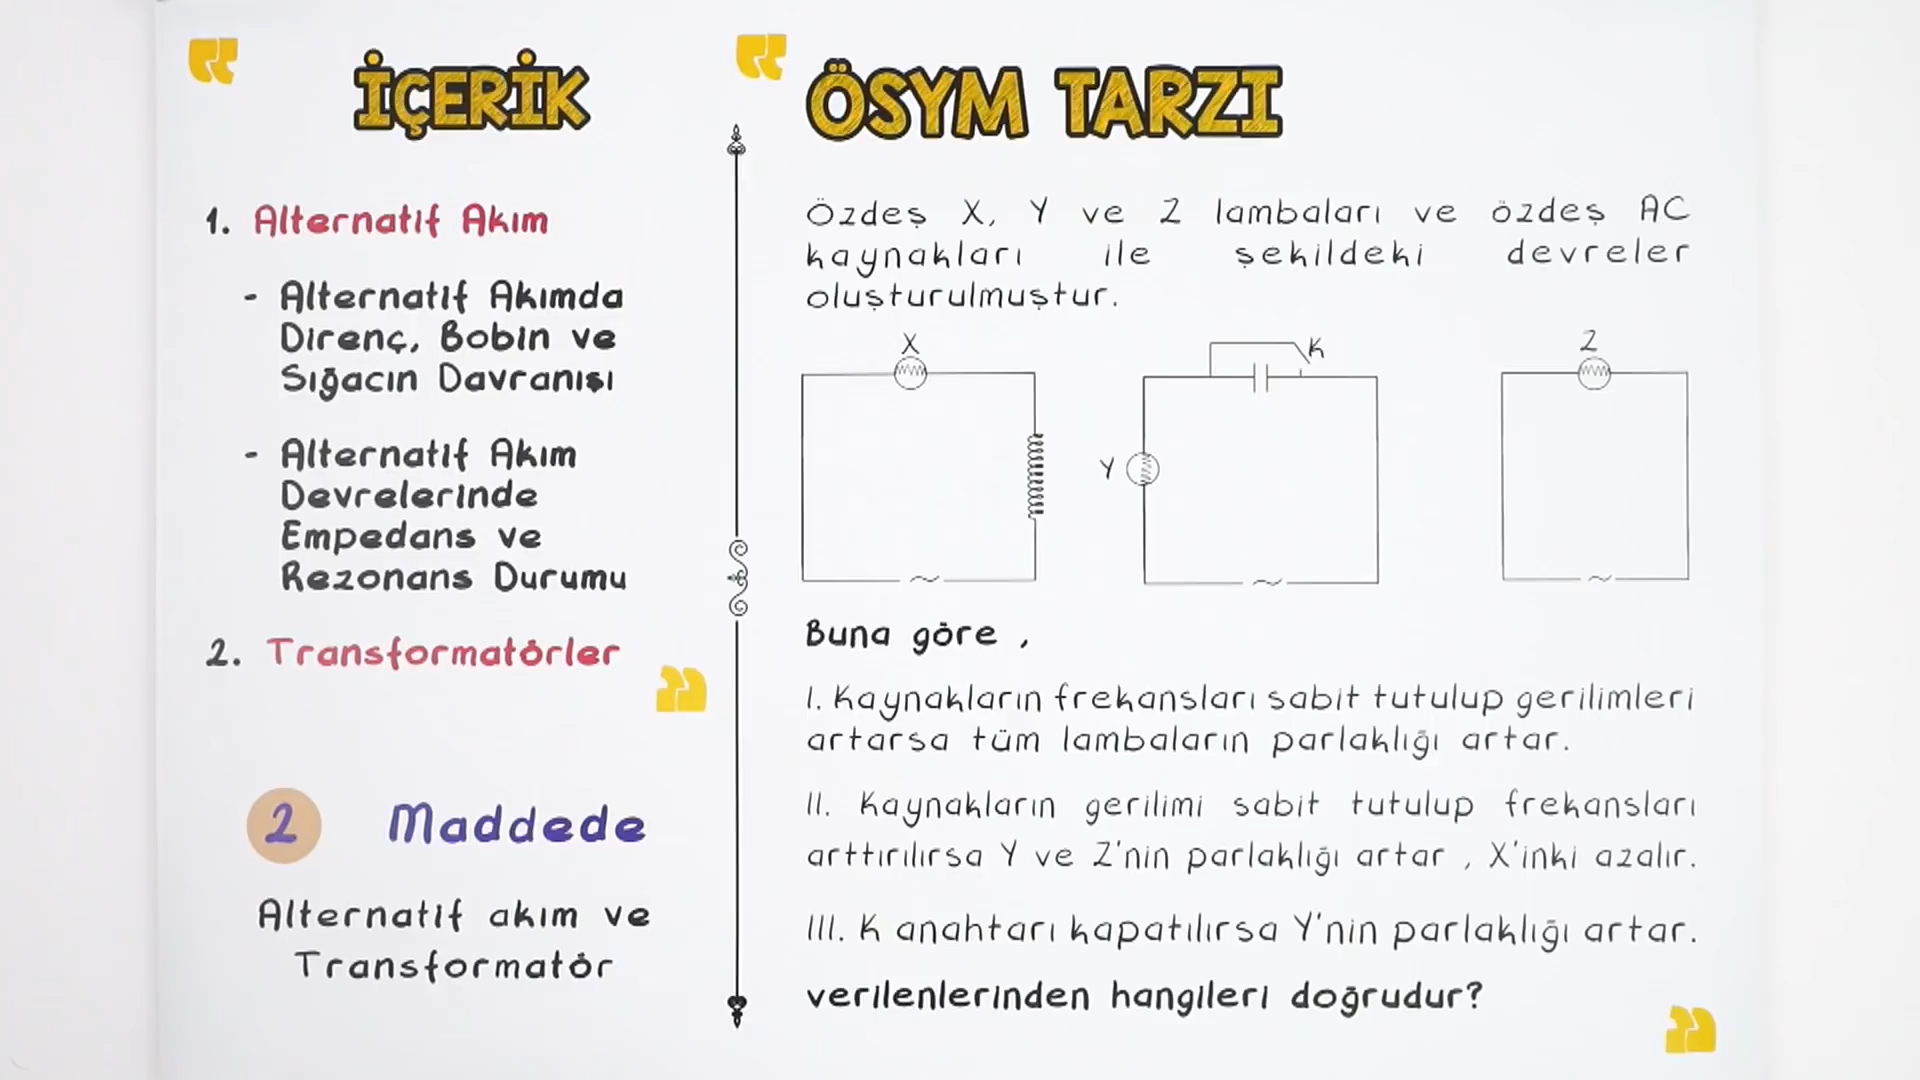 İÇERİK
1. Alternatif Akım
- Alternatif Akımda
Direnç, Bobin ve
Sığacın Davranışı
- Alternatif Akım
Devrelerinde
Empedans ve
Rezonans Durumu
2. Transformatörler
2 Maddede
Alternatif akım ve
Transformatör
ÖSYM TARZI
Özdeş X, Y ve Z lambaları ve özdeş AC
kaynakları ile şekildeki devreler
oluşturulmuştur.
X
K
Z
Y
Buna göre ,
I. Kaynakların frekansları sabit tutulup gerilimleri
artarsa tüm lambaların parlaklığı artar.
II. Kaynakların gerilimi sabit tutulup frekansları
arttırılırsa Y ve Z'nin parlaklığı artar , X'inki azalır.
III. K anahtarı kapatılırsa Y'nin parlaklığı artar.
verilenlerinden hangileri doğrudur?